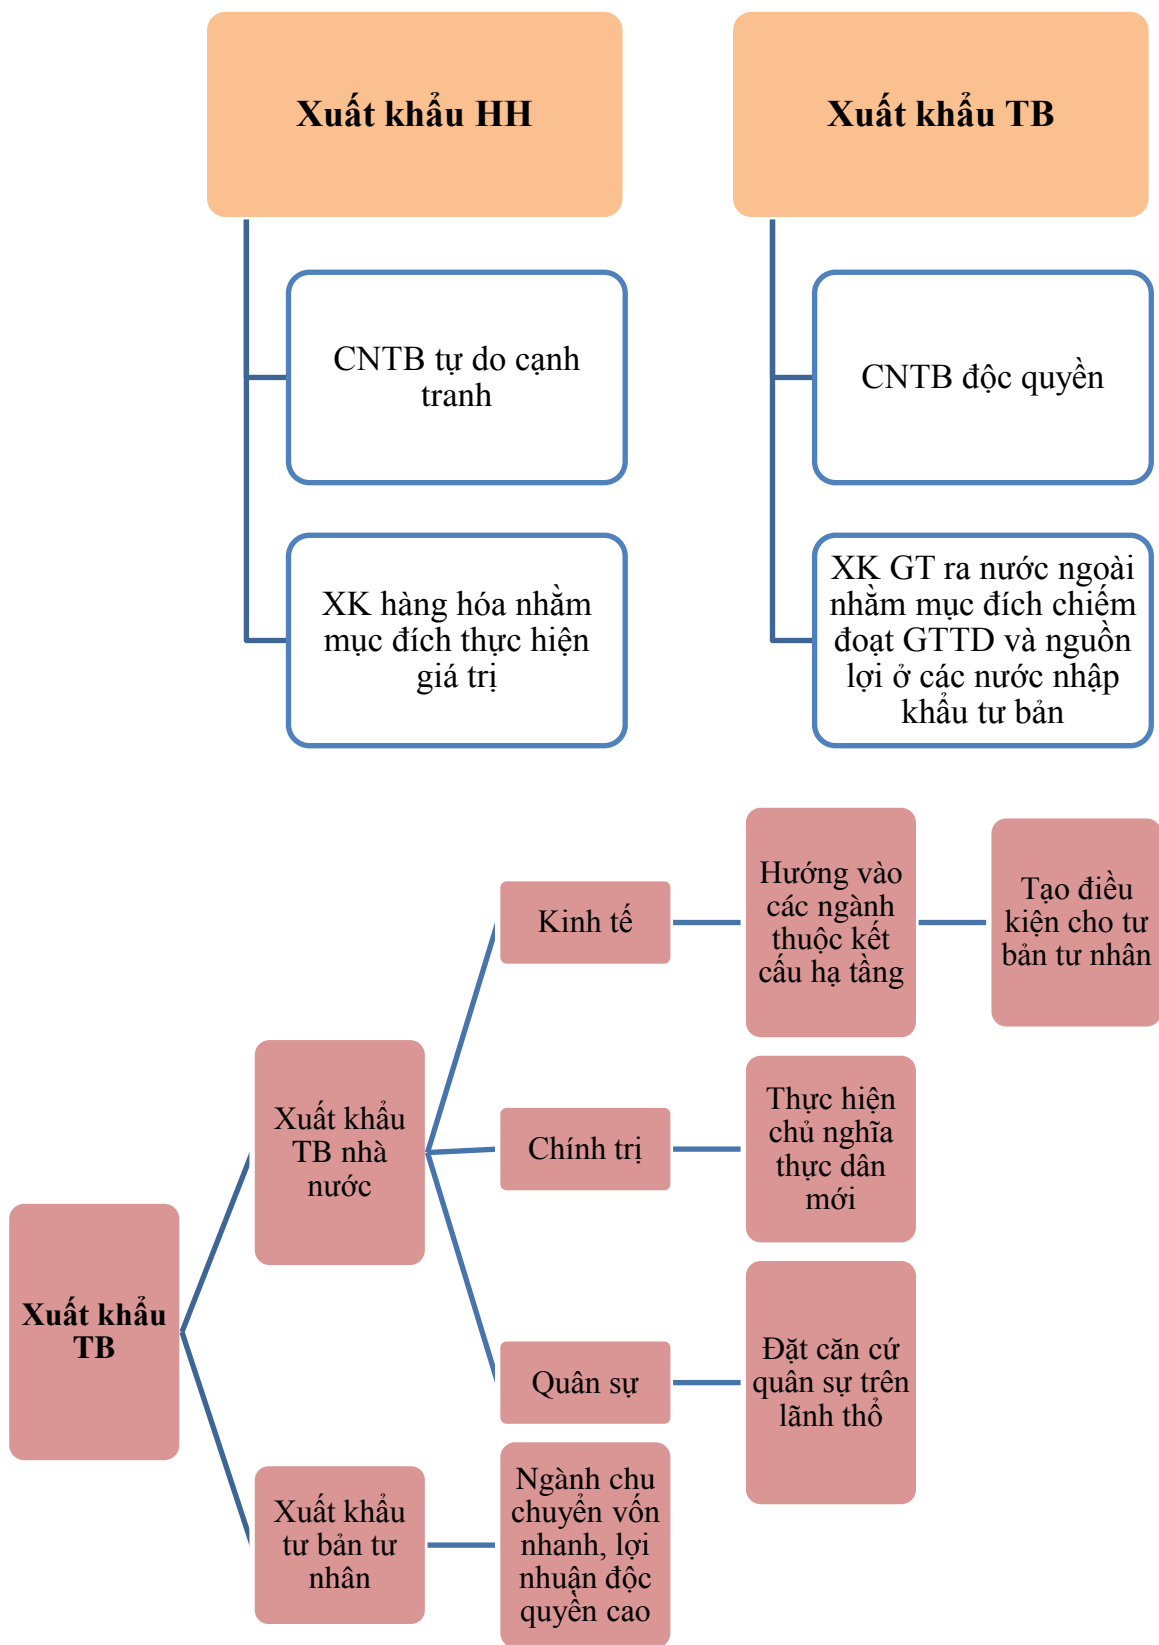 Xuất khẩu HH
Xuất khẩu TB
CNTB tự do cạnh
tranh
CNTB độc quyền
XK hàng hóa nhằm
mục đích thực hiện
giá trị
XK GT ra nước ngoài
nhằm mục đích chiếm
đoạt GTTD và nguồn
lợi ở các nước nhập
khẩu tư bản
Xuất khẩu
TB
Xuất khẩu
TB nhà
nước
Kinh tế
Hướng vào
các ngành
thuộc kết
cấu hạ tầng
Tạo điều
kiện cho tư
bản tư nhân
Chính trị
Thực hiện
chủ nghĩa
thực dân
mới
Quân sự
Đặt căn cứ
quân sự trên
lãnh thổ
Xuất khẩu
tư bản tư
nhân
Ngành chu
chuyển vốn
nhanh, lợi
nhuận độc
quyền cao